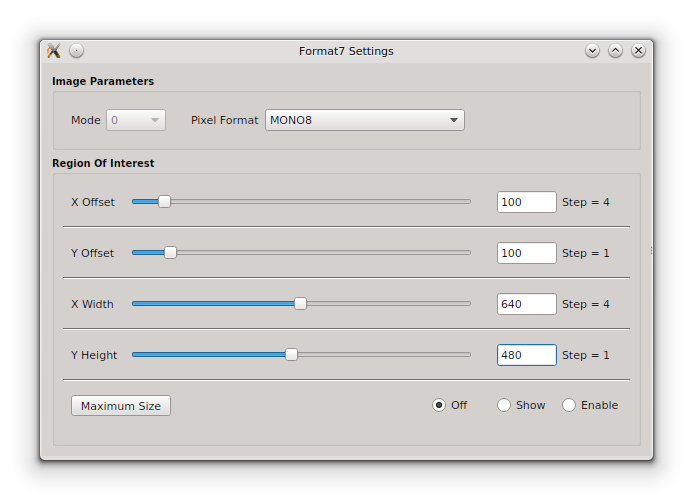 Format7 Settings
Image Parameters
Mode 0 Pixel Format MONO8
Region Of Interest
X Offset 100 Step = 4
Y Offset 100 Step = 1
X Width 640 Step = 4
Y Height 480 Step = 1
Maximum Size Off Show Enable